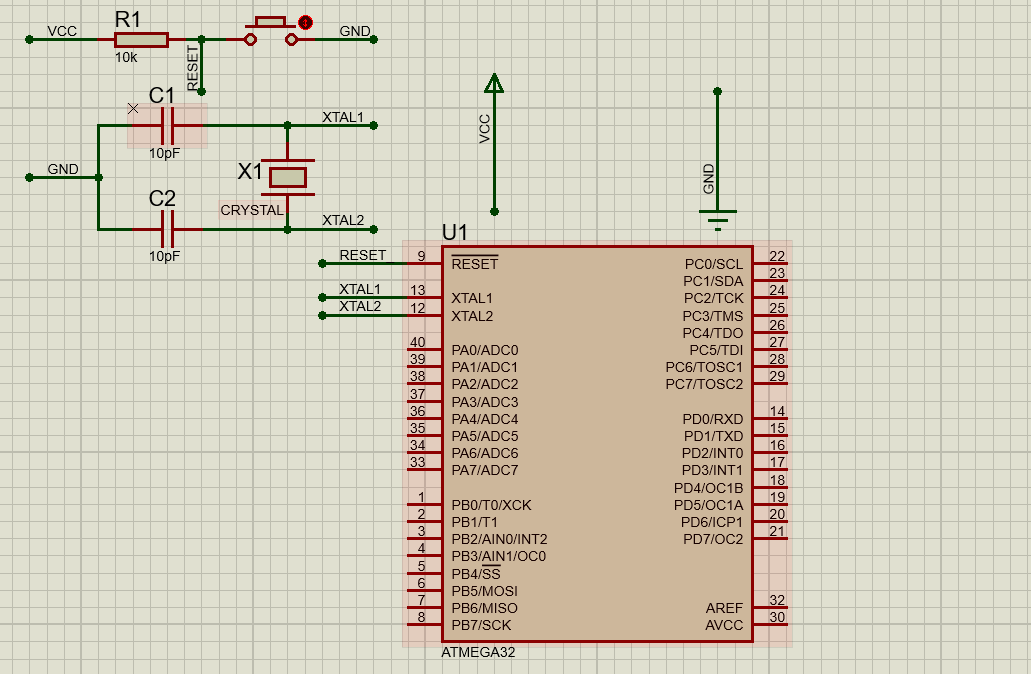 R1
VCC
GND
10k
RESET
C1
XTAL1
10pF
X1
GND
C2
CRYSTAL
XTAL2
10pF
VCC
GND
U1
RESET 9 RESET PC0/SCL 22
PC1/SDA 23
XTAL1 13 XTAL1 PC2/TCK 24
XTAL2 12 XTAL2 PC3/TMS 25
PC4/TDO 26
40 PA0/ADC0 PC5/TDI 27
39 PA1/ADC1 PC6/TOSC1 28
38 PA2/ADC2 PC7/TOSC2 29
37 PA3/ADC3
36 PA4/ADC4 PD0/RXD 14
35 PA5/ADC5 PD1/TXD 15
34 PA6/ADC6 PD2/INT0 16
33 PA7/ADC7 PD3/INT1 17
PD4/OC1B 18
1 PB0/T0/XCK PD5/OC1A 19
2 PB1/T1 PD6/ICP1 20
3 PB2/AIN0/INT2 PD7/OC2 21
4 PB3/AIN1/OC0
5 PB4/SS
6 PB5/MOSI
7 PB6/MISO AREF 32
8 PB7/SCK AVCC 30
ATMEGA32